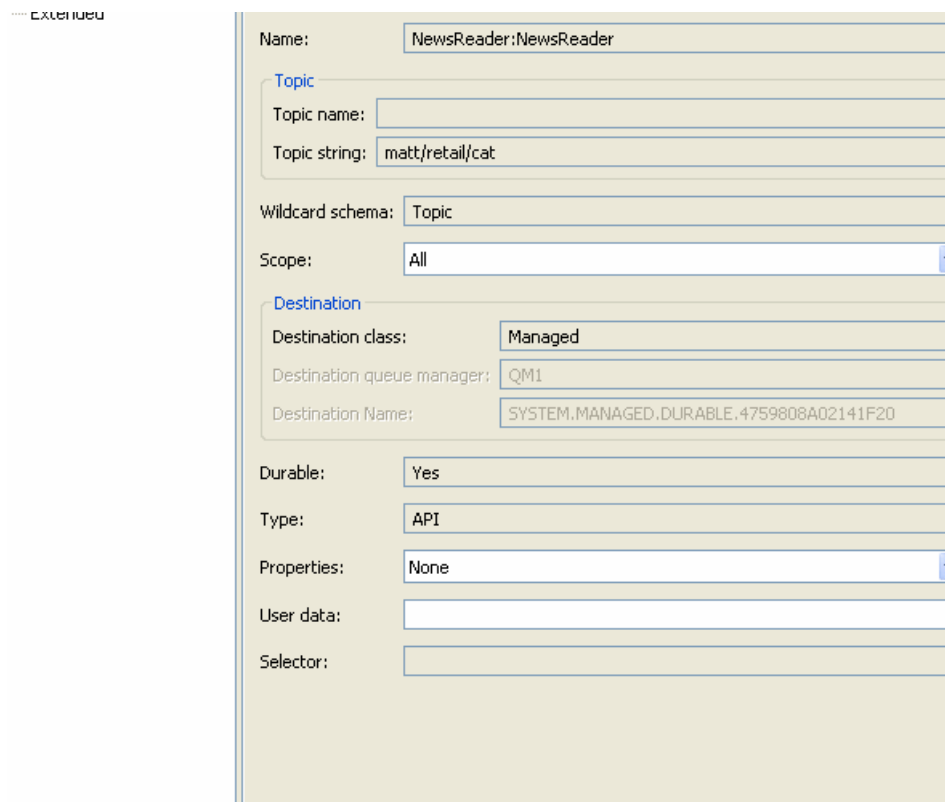 Extended
Name: NewsReader:NewsReader
Topic
Topic name:
Topic string: matt/retail/cat
Wildcard schema: Topic
Scope: All
Destination
Destination class: Managed
Destination queue manager: QM1
Destination Name: SYSTEM.MANAGED.DURABLE.4759808A02141F20
Durable: Yes
Type: API
Properties: None
User data:
Selector: